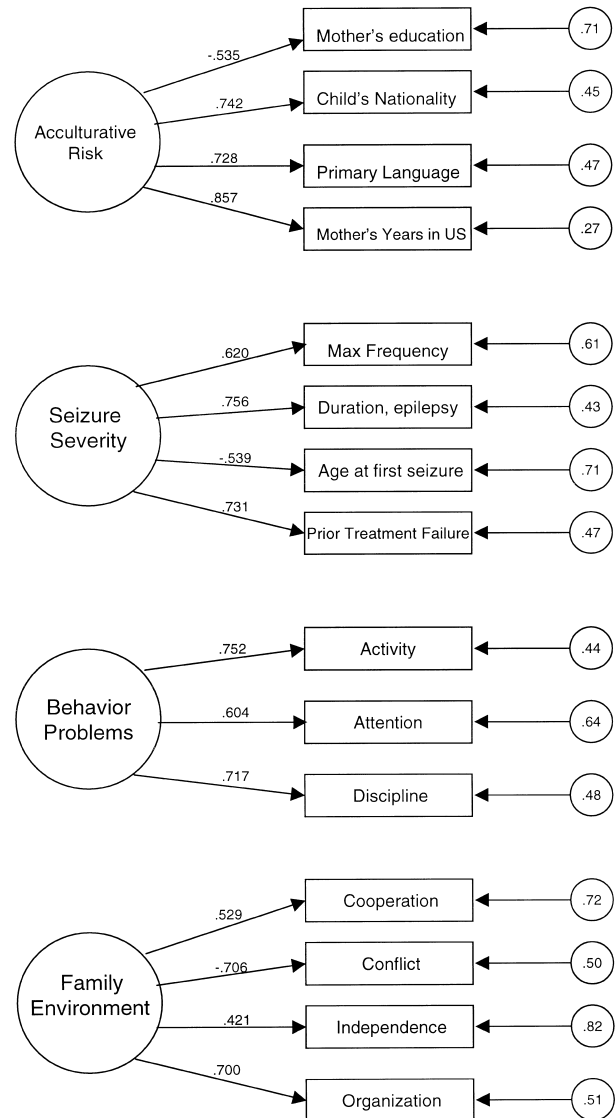 Acculturative
Risk
-.535
Mother's education
.71
.742
Child's Nationality
.45
.728
Primary Language
.47
.857
Mother's Years in US
.27
Seizure
Severity
.620
Max Frequency
.61
.756
Duration, epilepsy
.43
-.539
Age at first seizure
.71
.731
Prior Treatment Failure
.47
Behavior
Problems
.752
Activity
.44
.604
Attention
.64
.717
Discipline
.48
Family
Environment
.529
Cooperation
.72
-.706
Conflict
.50
.421
Independence
.82
.700
Organization
.51